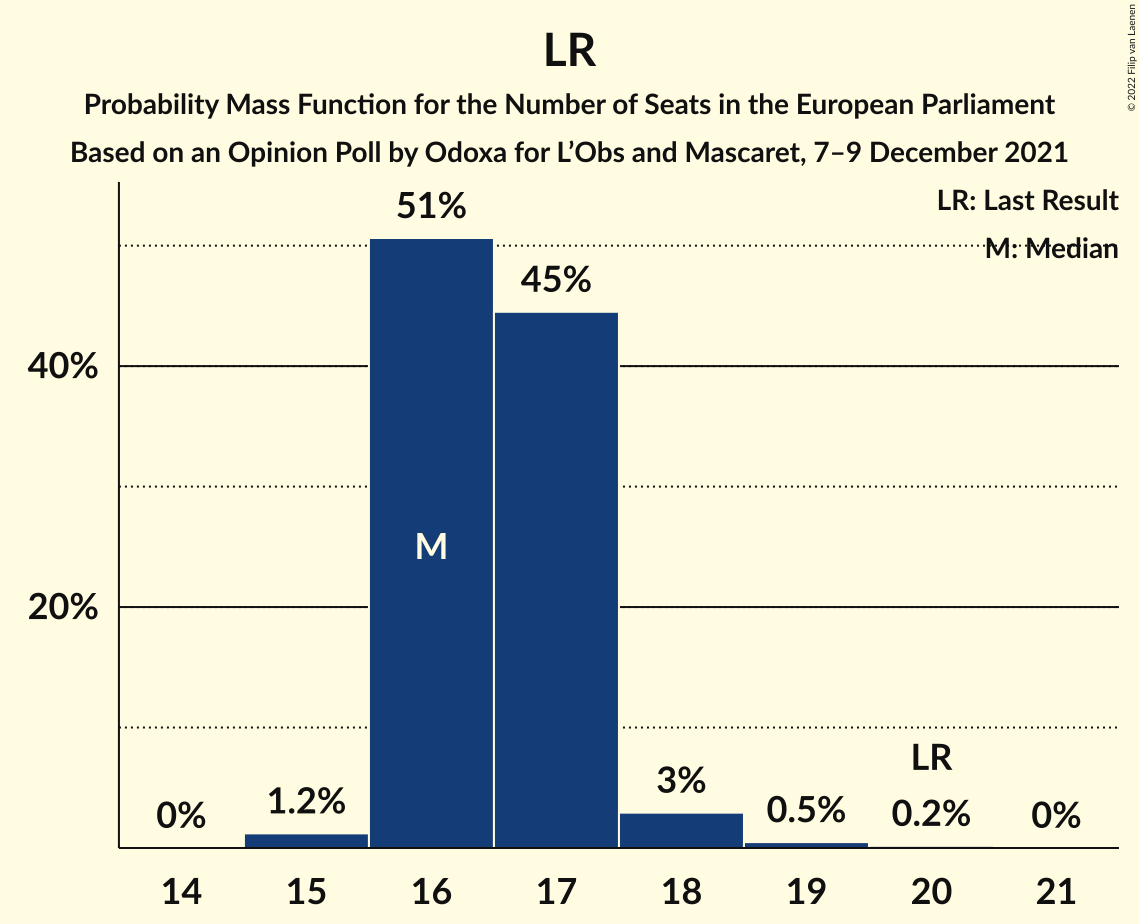 LR
Probability Mass Function for the Number of Seats in the European Parliament
Based on an Opinion Poll by Odoxa for L’Obs and Mascaret, 7–9 December 2021
© 2022 Filip van Laenen
LR: Last Result
M: Median
51%
45%
40%
M
20%
LR
0%
1.2%
3%
0.5%
0.2%
0%
14
15
16
17
18
19
20
21